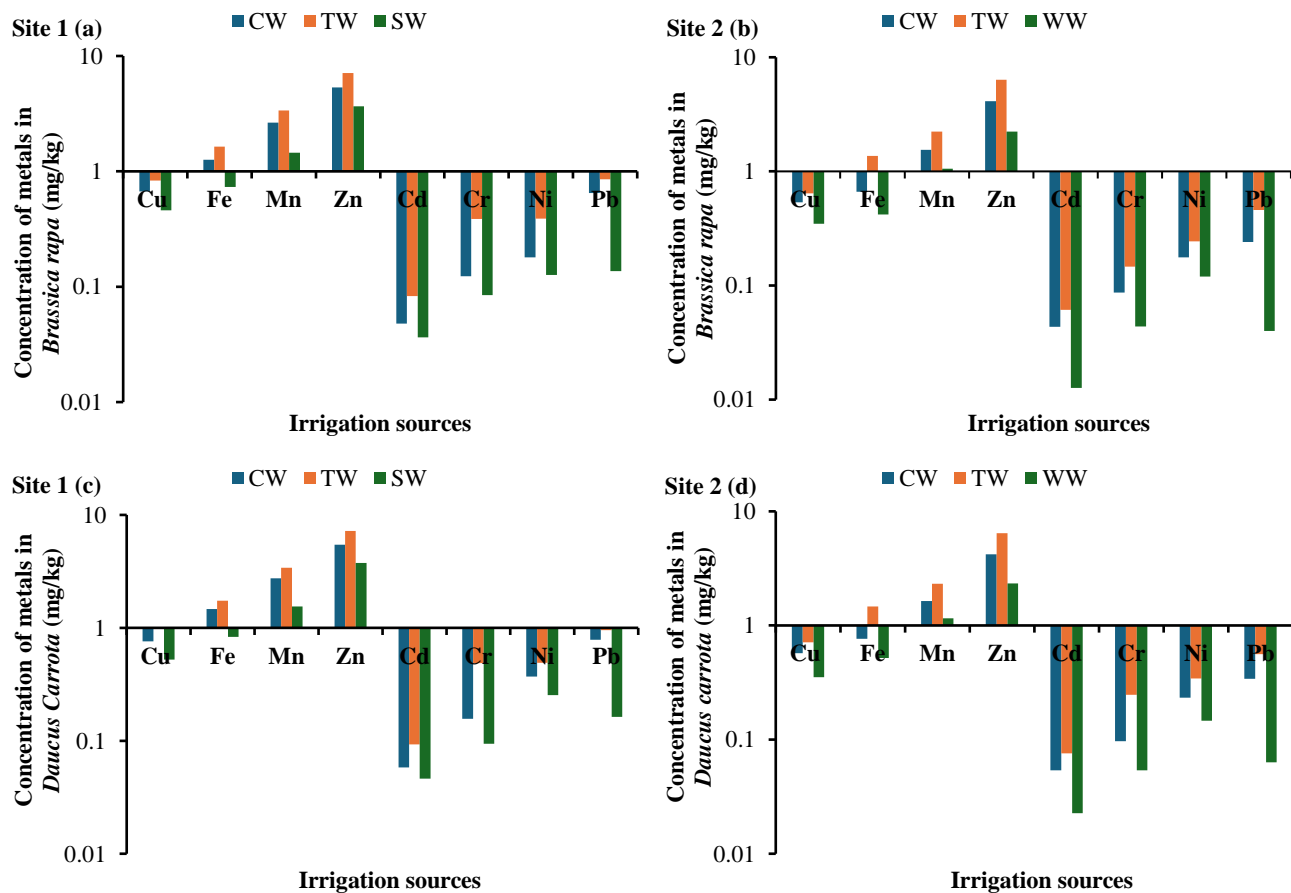 Site 1 (a)
CW TW SW
Concentration of metals in
Brassica rapa (mg/kg)
10
1
0.1
0.01
Cu Fe Mn Zn Cd Cr Ni Pb
Irrigation sources
Site 2 (b)
CW TW WW
Concentration of metals in
Brassica rapa (mg/kg)
10
1
0.1
0.01
Cu Fe Mn Zn Cd Cr Ni Pb
Irrigation sources
Site 1 (c)
CW TW SW
Concentration of metals in
Daucus Carrota (mg/kg)
10
1
0.1
0.01
Cu Fe Mn Zn Cd Cr Ni Pb
Irrigation sources
Site 2 (d)
CW TW WW
Concentration of metals in
Daucus carrota (mg/kg)
10
1
0.1
0.01
Cu Fe Mn Zn Cd Cr Ni Pb
Irrigation sources